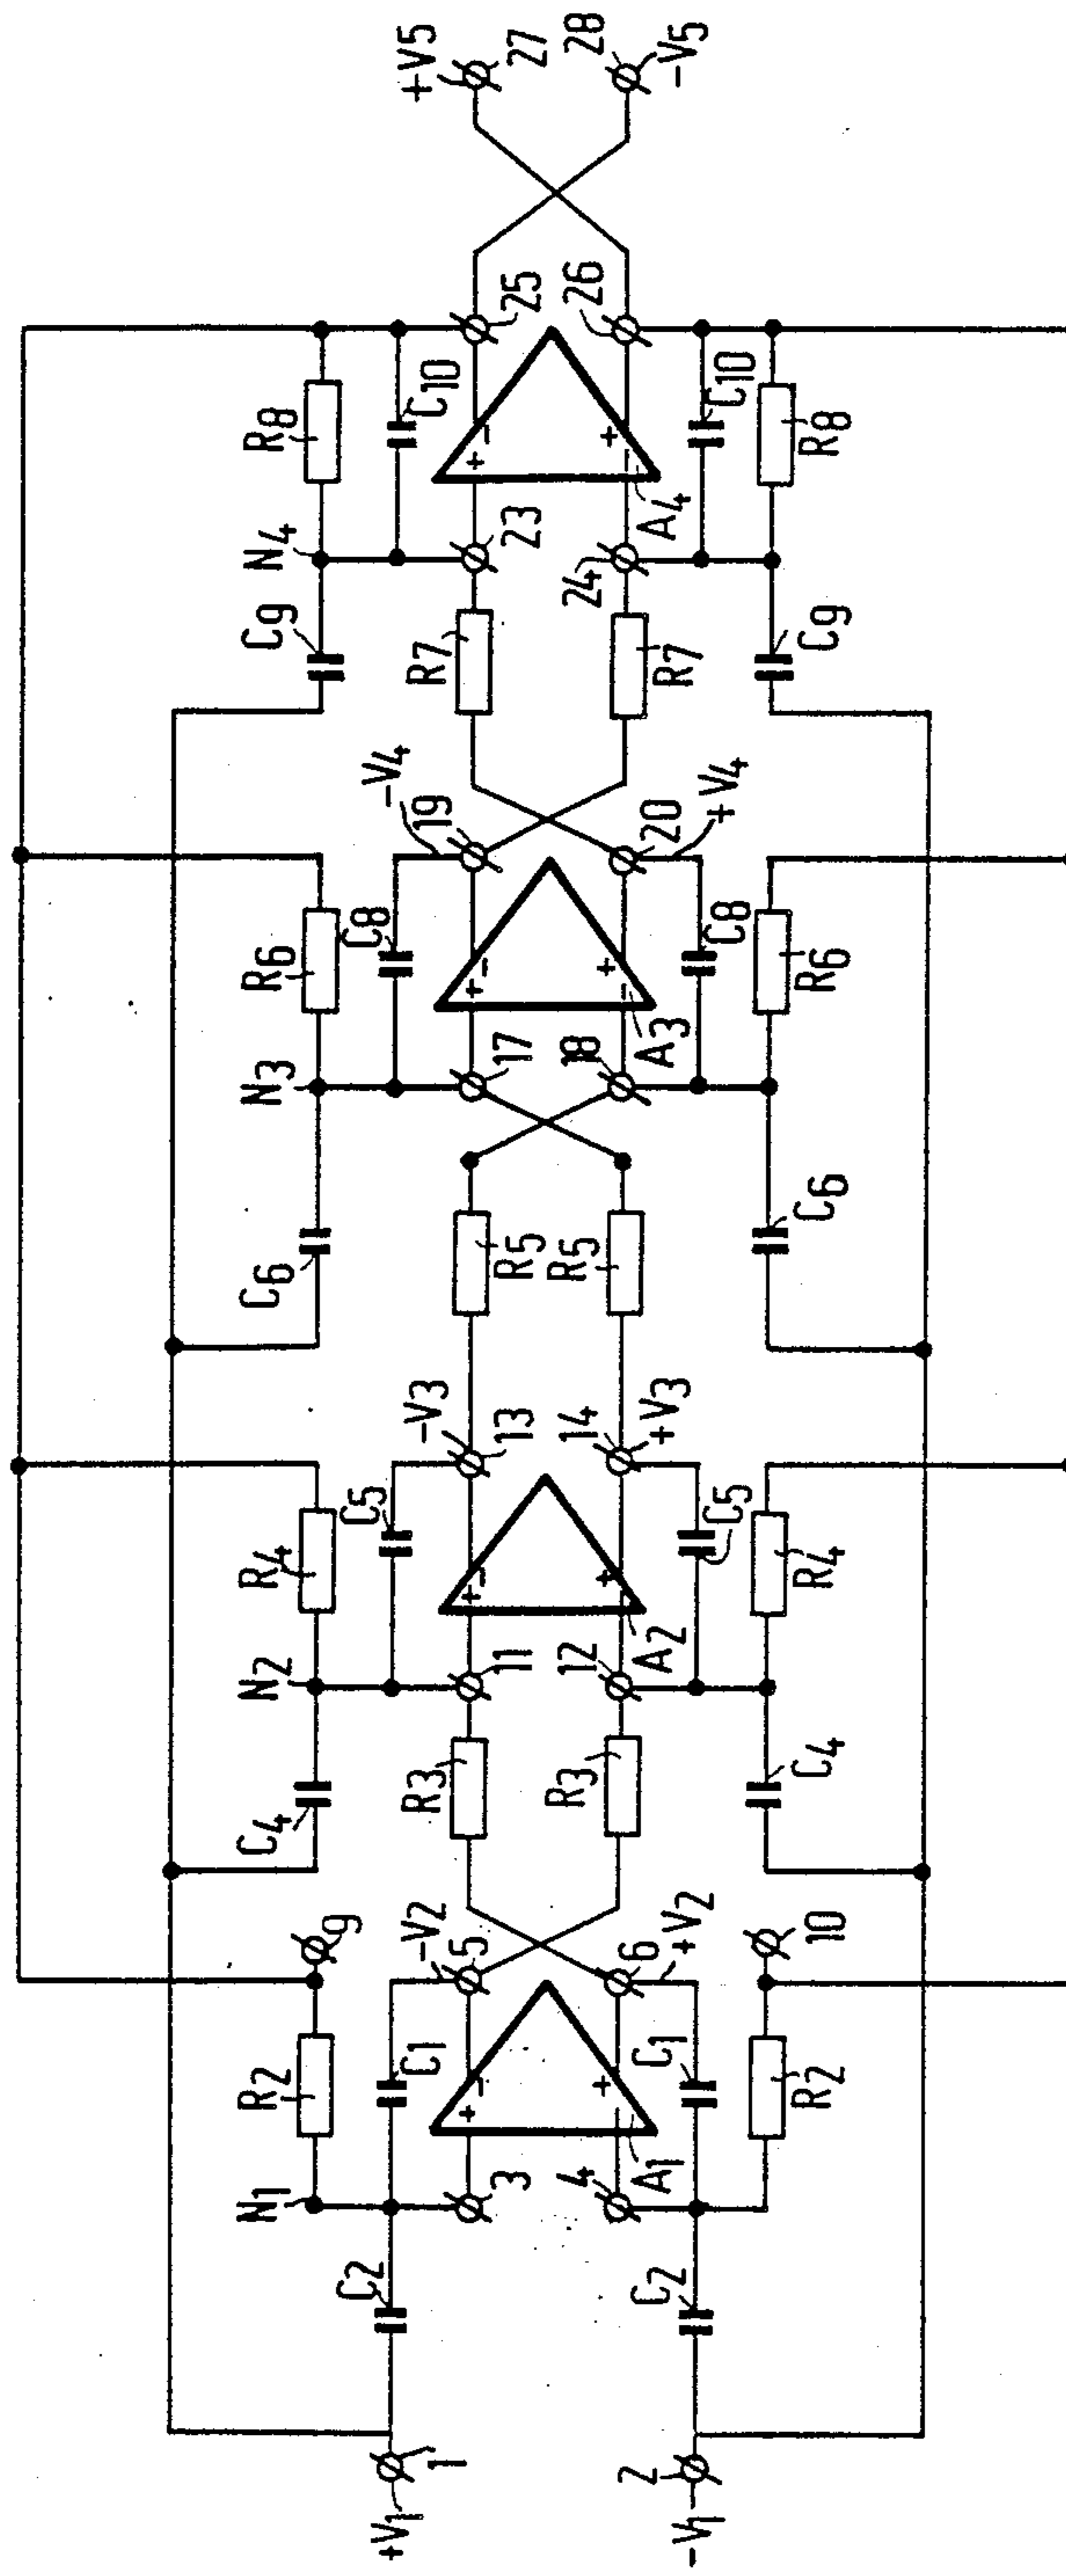 +V1
1
-V1
2
C2
C2
N1
R2
9
C1
3
4
A1
+
-
+
C1
R2
10
-V2
5
6
+V2
R3
R3
C4
C4
N2
R4
C5
11
12
A2
+
-
+
C5
R4
-V3
13
14
+V3
R5
R5
C6
C6
N3
R6
C8
17
18
A3
+
-
+
C8
R6
-V4
19
20
+V4
R7
R7
C9
C9
N4
R8
C10
23
24
A4
+
-
+
C10
R8
25
26
+V5
27
28
-V5